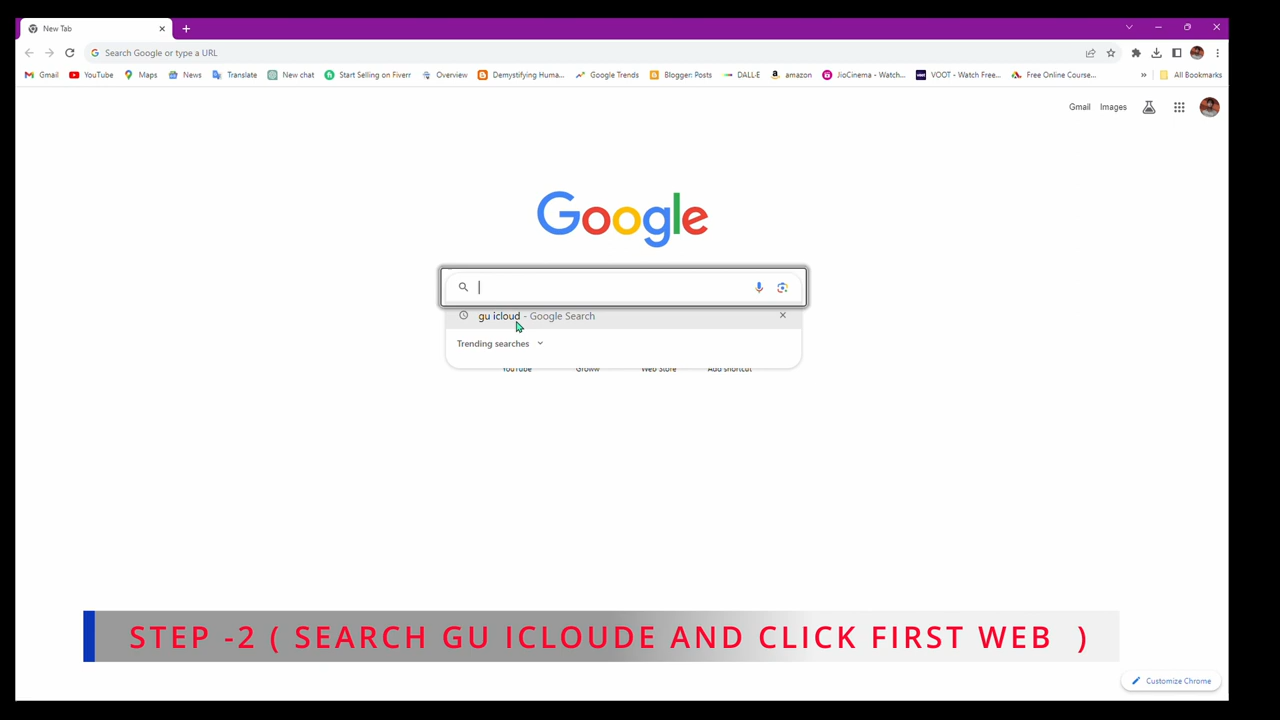 New Tab
Search Google or type a URL
Gmail YouTube Maps News Translate New chat Start Selling on Fiverr Overview Demystifying Huma... Google Trends Blogger: Posts DALL·E amazon JioCinema - Watch... VOOT - Watch Free... Free Online Course... » All Bookmarks
Gmail Images
Google
gu icloud - Google Search
Trending searches
YouTube Groww Web Store Add shortcut
STEP -2 ( SEARCH GU ICLOUDE AND CLICK FIRST WEB )
Customize Chrome